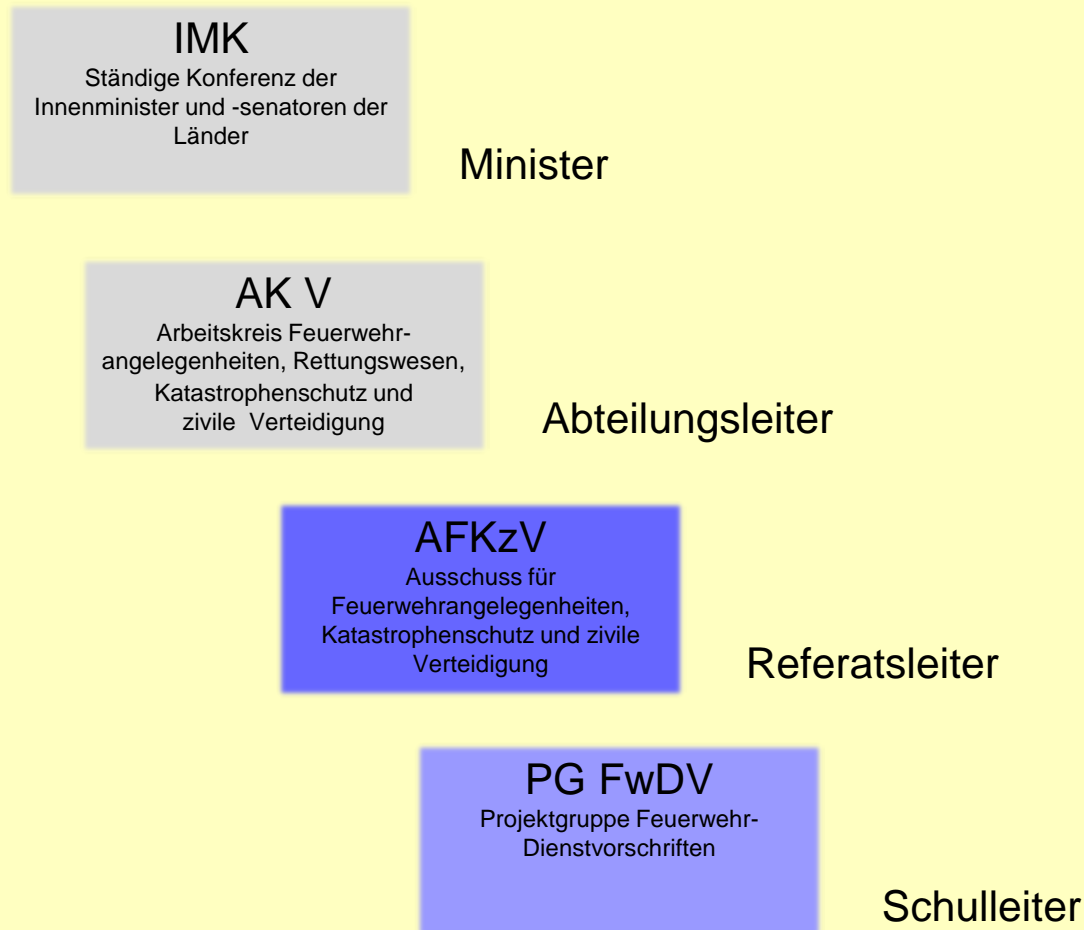 IMK
Ständige Konferenz der
Innenminister und -senatoren der
Länder
Minister
AK V
Arbeitskreis Feuerwehr-
angelegenheiten, Rettungswesen,
Katastrophenschutz und
zivile Verteidigung
Abteilungsleiter
AFKzV
Ausschuss für
Feuerwehrangelegenheiten,
Katastrophenschutz und zivile
Verteidigung
Referatsleiter
PG FwDV
Projektgruppe Feuerwehr-
Dienstvorschriften
Schulleiter